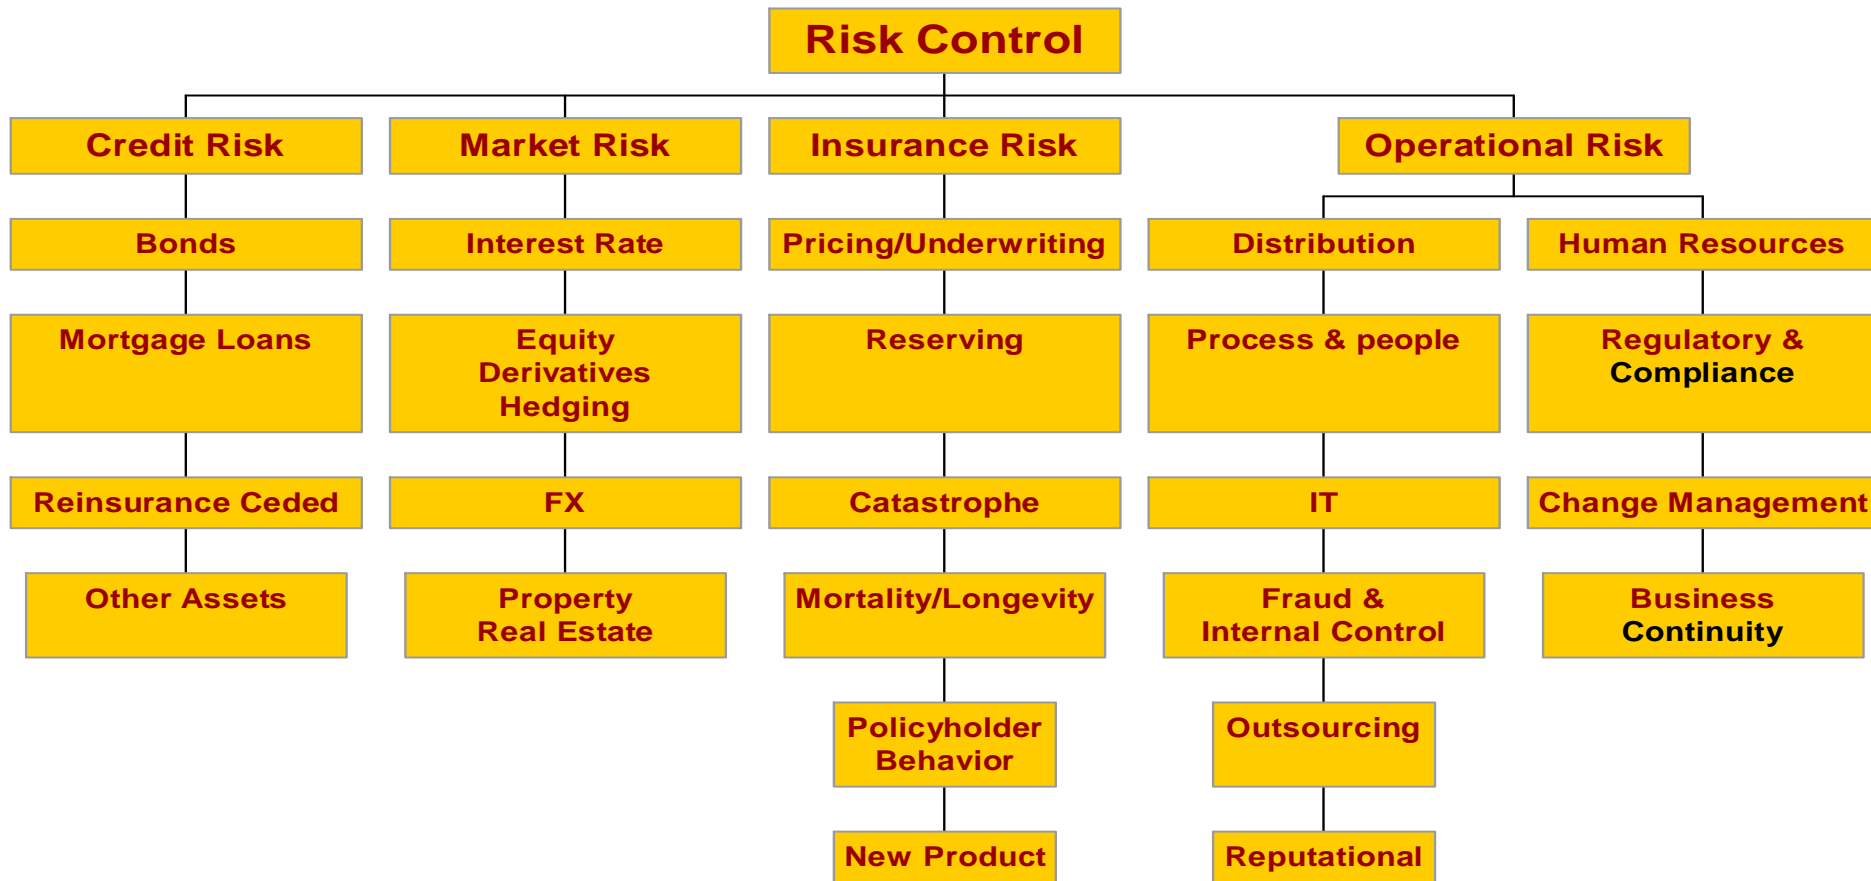 Risk Control
Credit Risk
Market Risk
Insurance Risk
Operational Risk
Bonds
Interest Rate
Pricing/Underwriting
Distribution
Human Resources
Mortgage Loans
Equity
Derivatives
Hedging
Reserving
Process & people
Regulatory &
Compliance
Reinsurance Ceded
FX
Catastrophe
IT
Change Management
Other Assets
Property
Real Estate
Mortality/Longevity
Fraud &
Internal Control
Business
Continuity
Policyholder
Behavior
Outsourcing
New Product
Reputational